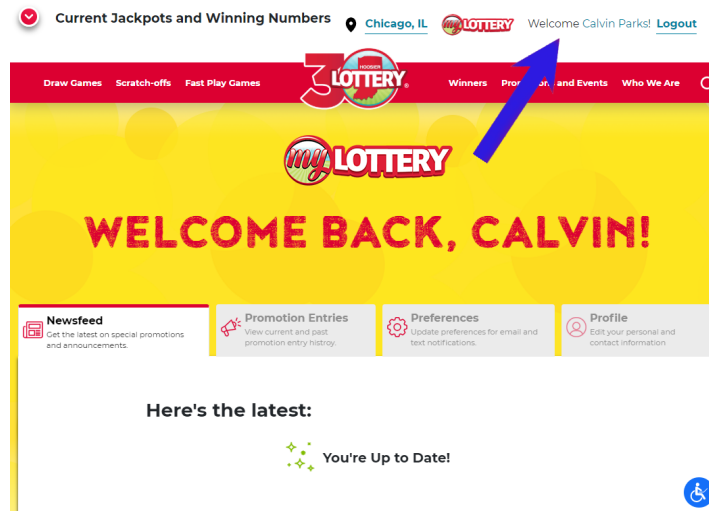 Current Jackpots and Winning Numbers
Chicago, IL
my LOTTERY
Welcome Calvin Parks! Logout
Draw Games Scratch-offs Fast Play Games
3 HOOSIER
LOTTERY
Winners and Events Who We Are
my LOTTERY
WELCOME BACK, CALVIN!
Newsfeed
Get the latest on special promotions
and announcements.
Promotion Entries
View current and past
promotion entry histroy.
Preferences
Update preferences for email and
text notifications.
Profile
Edit your personal and
contact information
Here's the latest:
You're Up to Date!